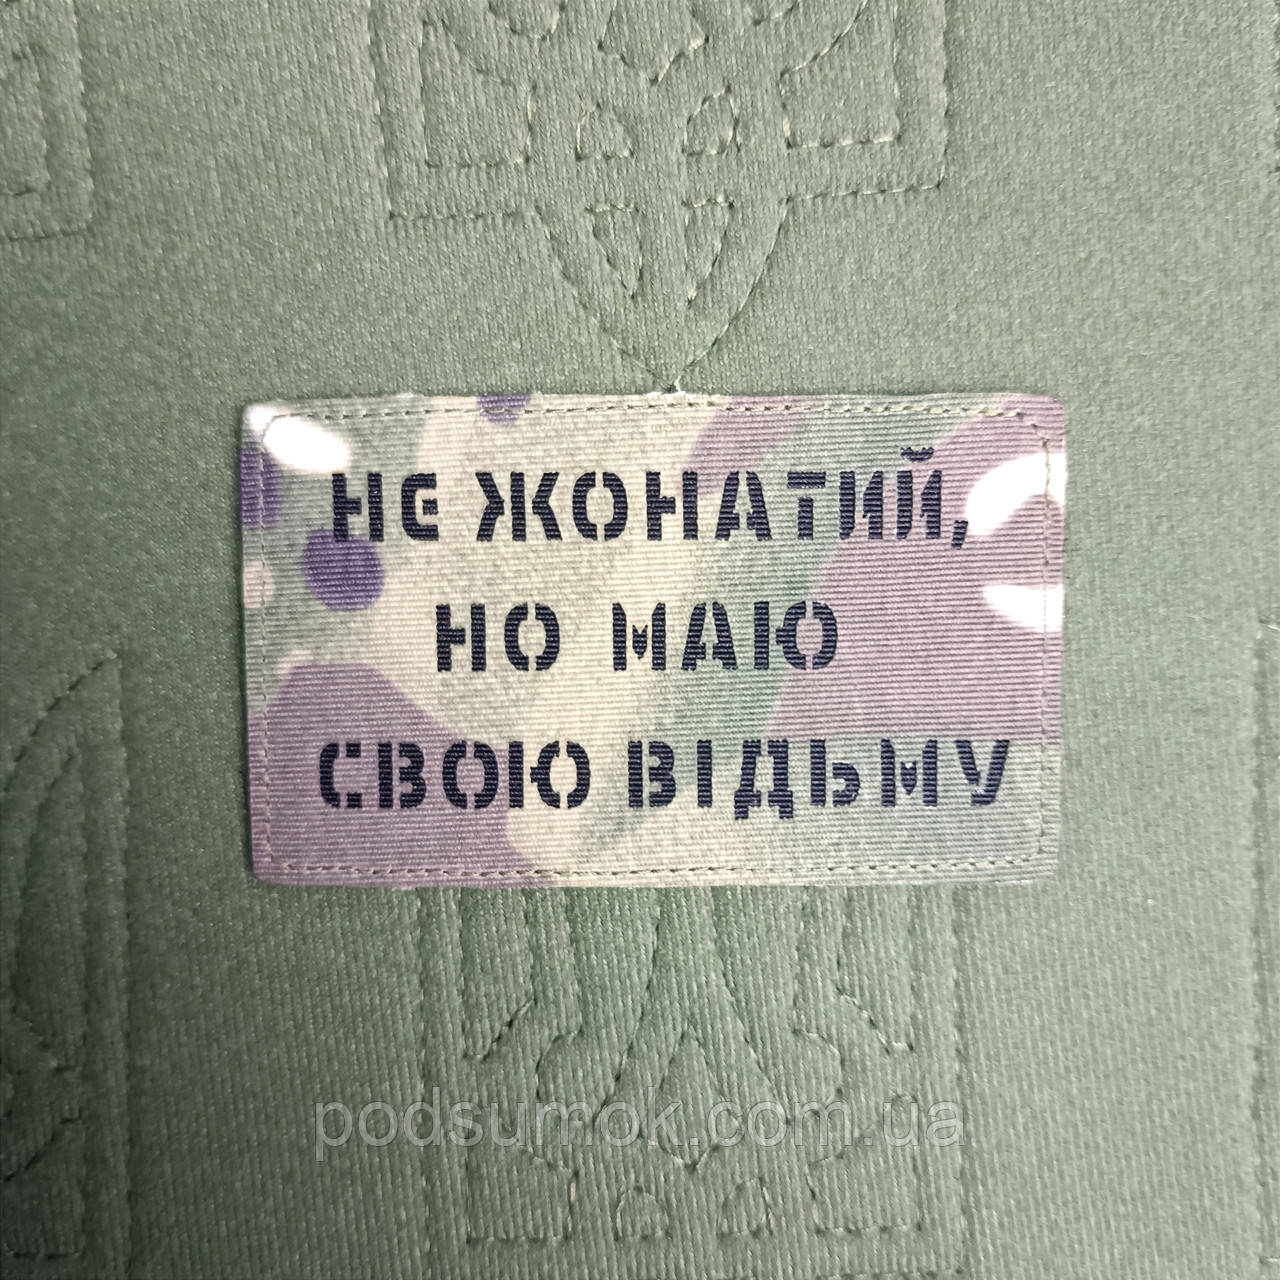 НЕ ЖОНАТИЙ,
НО МАЮ
СВОЮ ВІДЬМУ
podsumok.com.ua